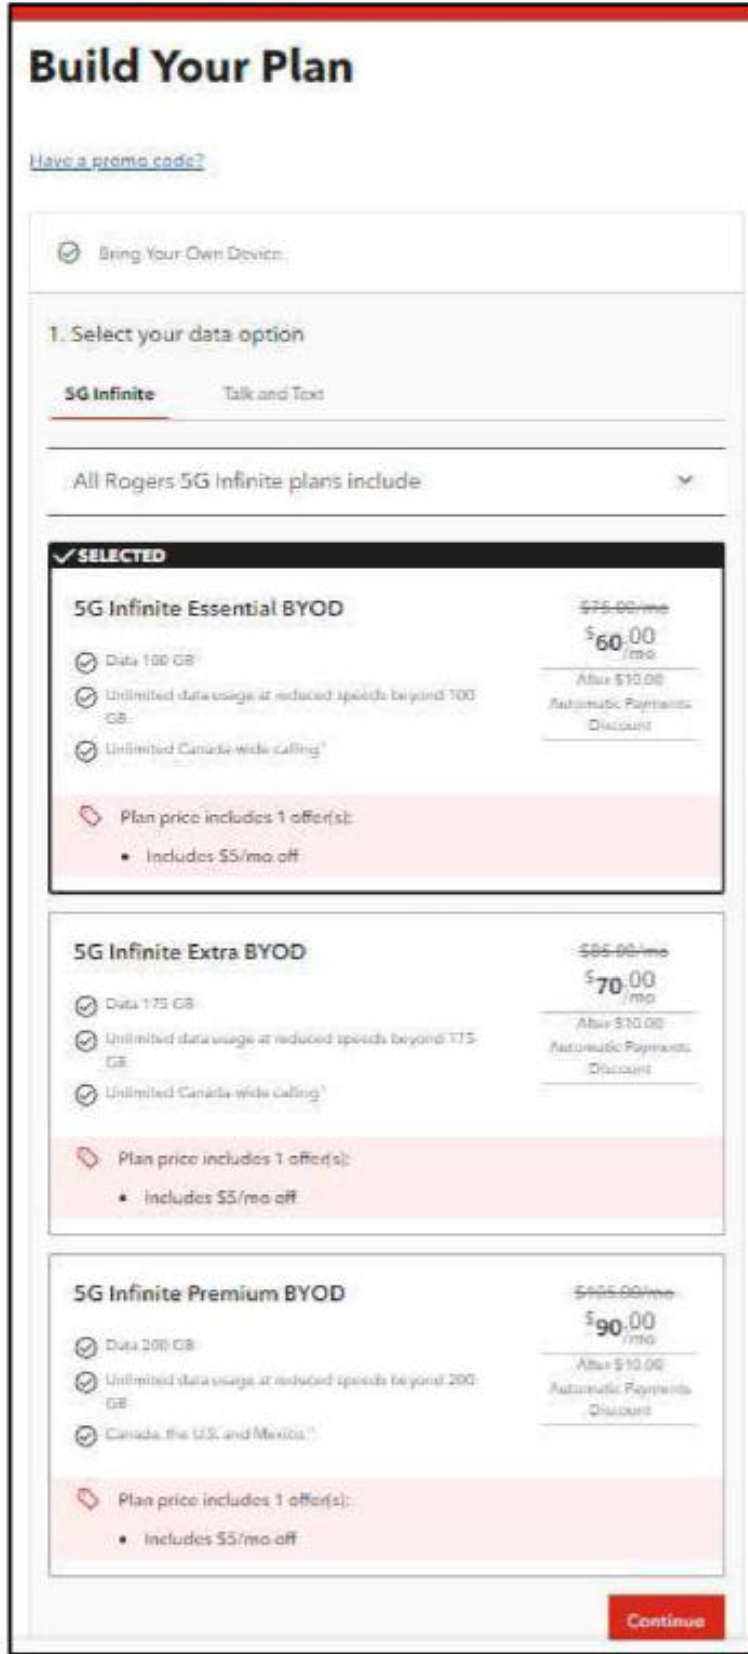 Build Your Plan
Have a promo code?
Bring Your Own Device
1. Select your data option
5G Infinite Talk and Text
All Rogers 5G Infinite plans include
SELECTED
5G Infinite Essential BYOD
$75.00/mo
$60.00
/mo
Data 100 GB
After $10.00
Automatic Payments
Discount
Unlimited data usage at reduced speeds beyond 100
GB
Unlimited Canada-wide calling
Plan price includes 1 offer(s):
• Includes $5/mo off
5G Infinite Extra BYOD
$85.00/mo
$70.00
/mo
Data 175 GB
After $10.00
Automatic Payments
Discount
Unlimited data usage at reduced speeds beyond 175
GB
Unlimited Canada-wide calling
Plan price includes 1 offer(s):
• Includes $5/mo off
5G Infinite Premium BYOD
$105.00/mo
$90.00
/mo
Data 200 GB
After $10.00
Automatic Payments
Discount
Unlimited data usage at reduced speeds beyond 200
GB
Canada, the U.S. and Mexico
Plan price includes 1 offer(s):
• Includes $5/mo off
Continue